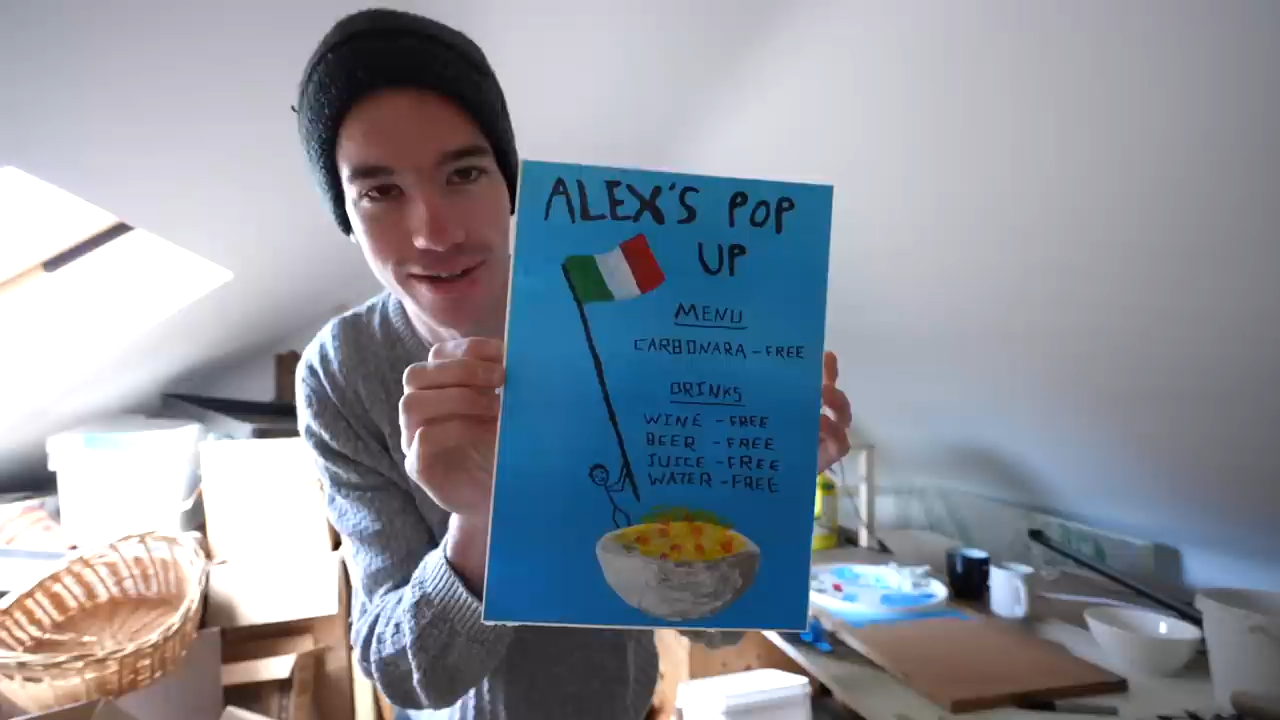 ALEX'S POP
UP
MENU
CARBONARA - FREE
DRINKS
WINE - FREE
BEER - FREE
JUICE - FREE
WATER - FREE